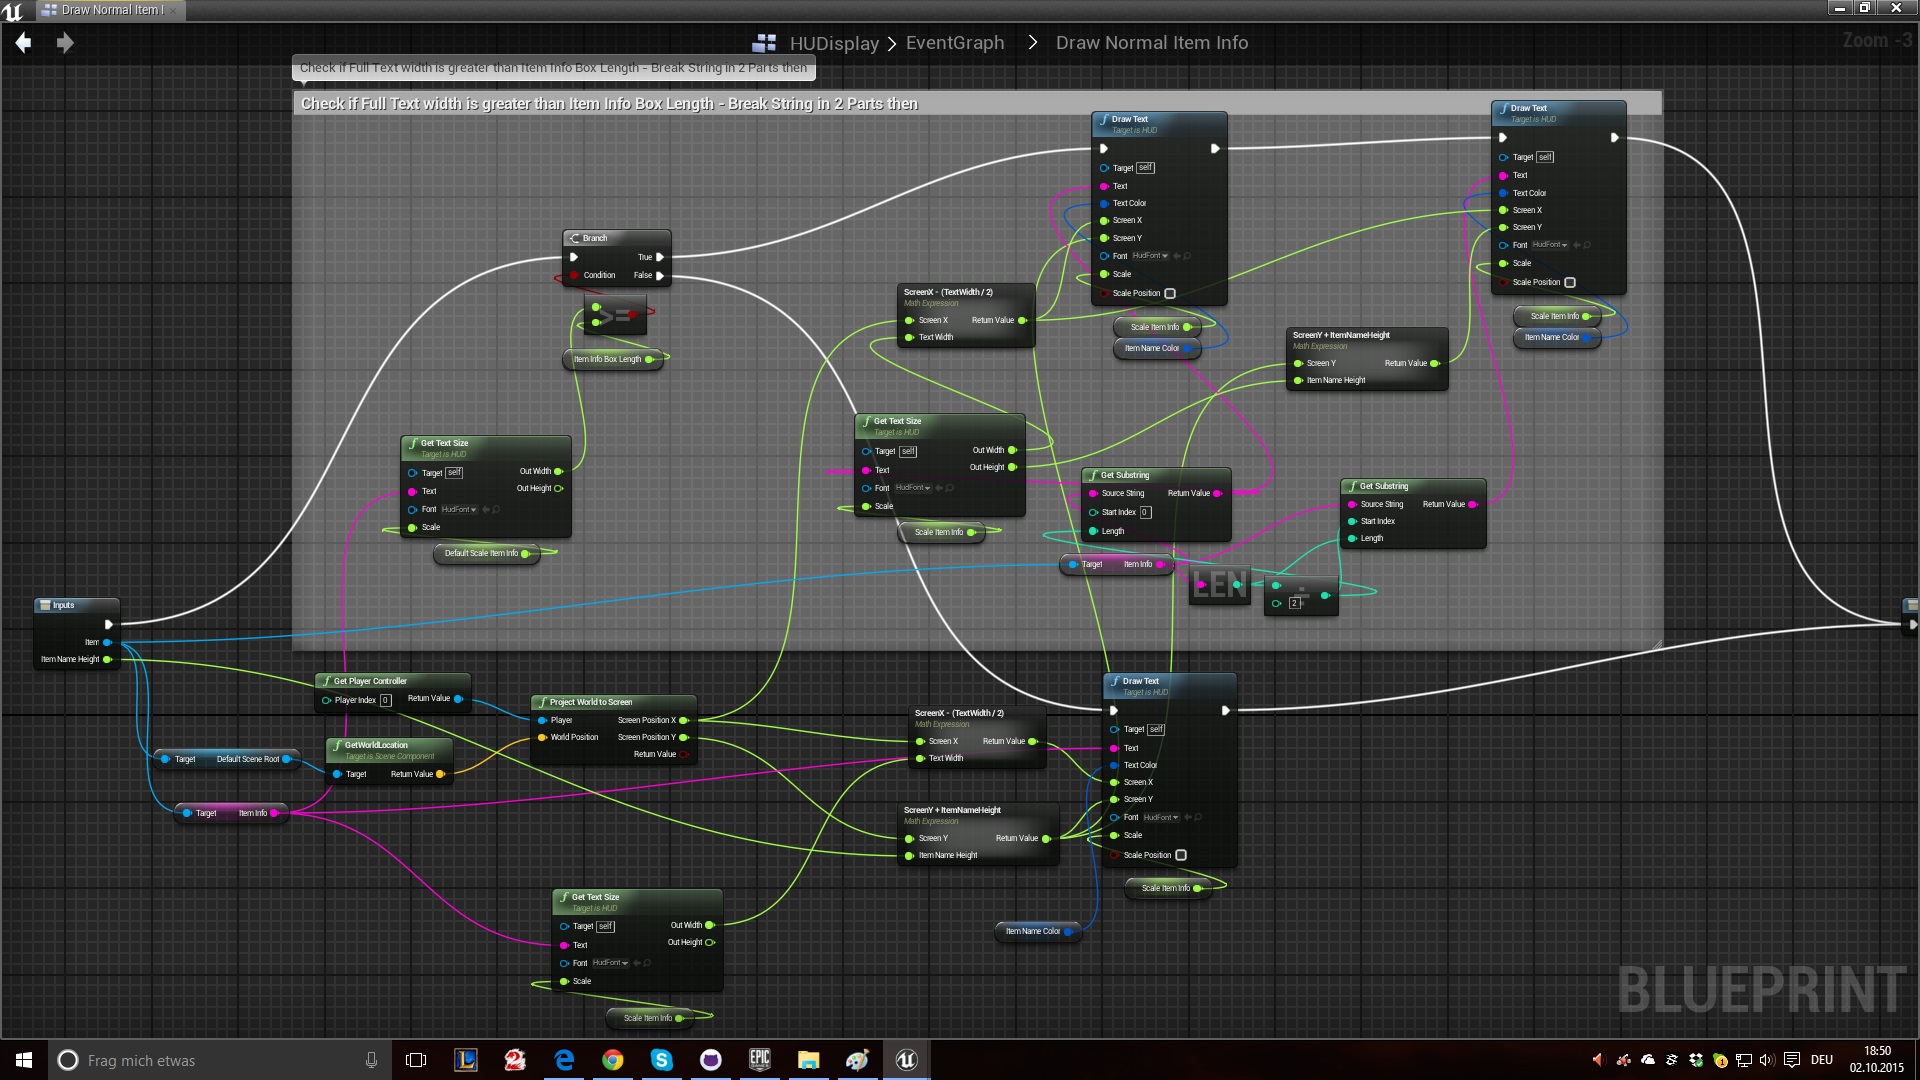 Draw Normal Item I
HUDisplay > EventGraph > Draw Normal Item Info
Zoom -3
Check if Full Text width is greater than Item Info Box Length - Break String in 2 Parts then
Check if Full Text width is greater than Item Info Box Length - Break String in 2 Parts then
Draw Text
Target is HUD
Target self
Text
Text Color
Screen X
Screen Y
Font HudFont
Scale
Scale Position
Scale Item Info
Item Name Color
Draw Text
Target is HUD
Target self
Text
Text Color
Screen X
Screen Y
Font HudFont
Scale
Scale Position
Scale Item Info
Item Name Color
Branch
True
Condition False
>=
Item Info Box Length
ScreenX - (TextWidth / 2)
Math Expression
Screen X Return Value
Text Width
ScreenY + ItemNameHeight
Math Expression
Screen Y Return Value
Item Name Height
Get Text Size
Target is HUD
Target self Out Width
Text Out Height
Font HudFont
Scale
Default Scale Item Info
Get Text Size
Target is HUD
Target self Out Width
Text Out Height
Font HudFont
Scale
Scale Item Info
Get Substring
Source String Return Value
Start Index 0
Length
Target Item Info
LEN
÷
2
Get Substring
Source String Return Value
Start Index
Length
Inputs
Item
Item Name Height
Get Player Controller
Player Index 0 Return Value
Project World to Screen
Player Screen Position X
World Position Screen Position Y
Return Value
GetWorldLocation
Target is Scene Component
Target Return Value
Target Default Scene Root
Target Item Info
ScreenX - (TextWidth / 2)
Math Expression
Screen X Return Value
Text Width
ScreenY + ItemNameHeight
Math Expression
Screen Y Return Value
Item Name Height
Draw Text
Target is HUD
Target self
Text
Text Color
Screen X
Screen Y
Font HudFont
Scale
Scale Position
Scale Item Info
Item Name Color
Get Text Size
Target is HUD
Target self Out Width
Text Out Height
Font HudFont
Scale
Scale Item Info
BLUEPRINT
Frag mich etwas
EPIC
GAMES
DEU
18:50
02.10.2015